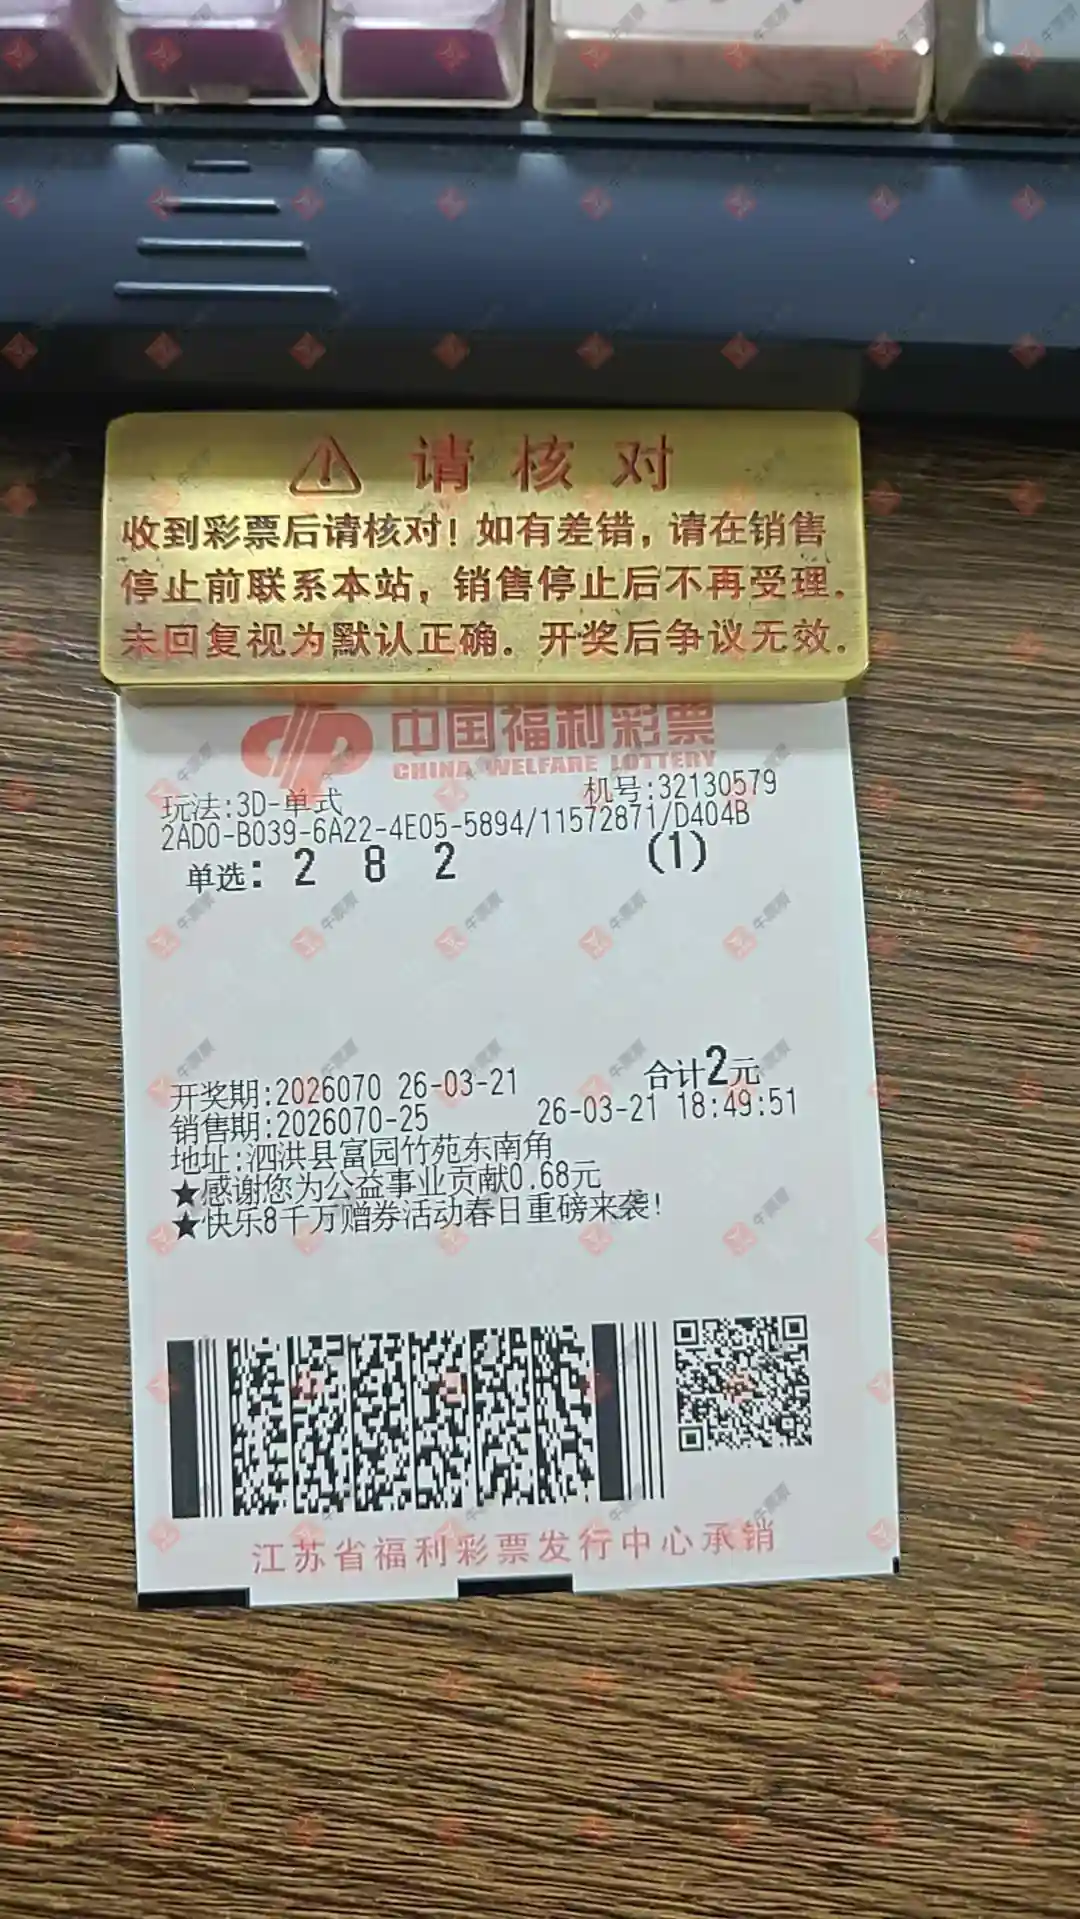 请核对
收到彩票后请核对！如有差错，请在销售
停止前联系本站，销售停止后不再受理。
未回复视为默认正确。开奖后争议无效。
中国福利彩票
CHINA WELFARE LOTTERY
玩法:3D-单式 机号:32130579
2AD0-B039-6A22-4E05-5894/11572871/D404B
单选: 2 8 2 (1)
开奖期:2026070 26-03-21 合计2元
销售期:2026070-25 26-03-21 18:49:51
地址:泗洪县富园竹苑东南角
★感谢您为公益事业贡献0.68元
★快乐8千万赠券活动春日重磅来袭!
江苏省福利彩票发行中心承销